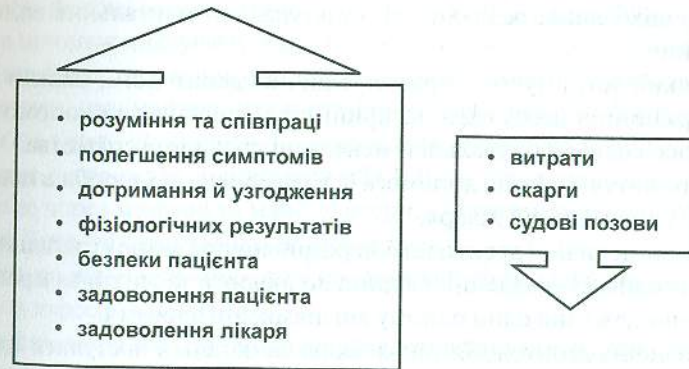 • розуміння та співпраці
• полегшення симптомів
• дотримання й узгодження
• фізіологічних результатів
• безпеки пацієнта
• задоволення пацієнта
• задоволення лікаря
• витрати
• скарги
• судові позови